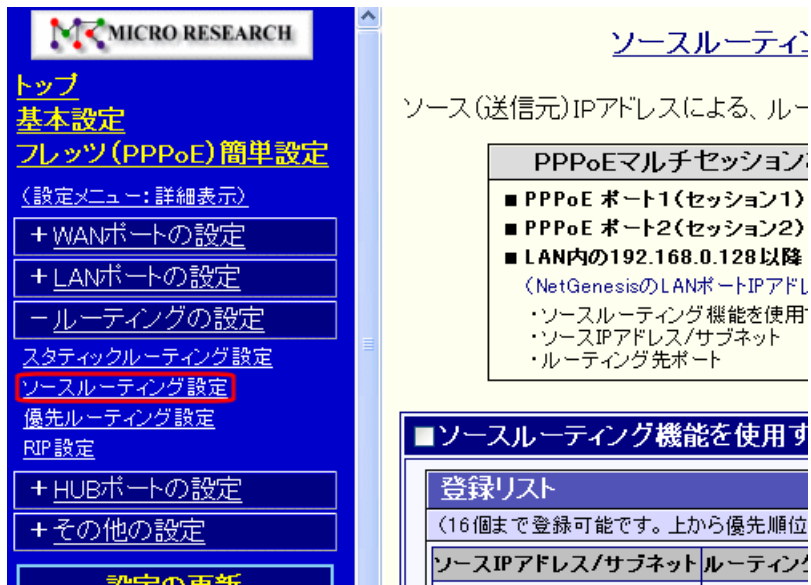 MICRO RESEARCH
トップ
基本設定
フレッツ(PPPoE)簡単設定
(設定メニュー:詳細表示)
+WANポートの設定
+LANポートの設定
-ルーティングの設定
スタティックルーティング設定
ソースルーティング設定
優先ルーティング設定
RIP設定
+HUBポートの設定
+その他の設定
設定の更新
ソースルーティン
ソース(送信元)IPアドレスによる、ルー
PPPoEマルチセッション
■PPPoE ポート1(セッション1)
■PPPoE ポート2(セッション2)
■LAN内の192.168.0.128以降
(NetGenesisのLANポートIPアドレ
・ソースルーティング機能を使用
・ソースIPアドレス/サブネット
・ルーティング先ポート
■ソースルーティング機能を使用す
登録リスト
(16個まで登録可能です。上から優先順位
ソースIPアドレス/サブネット ルーティン